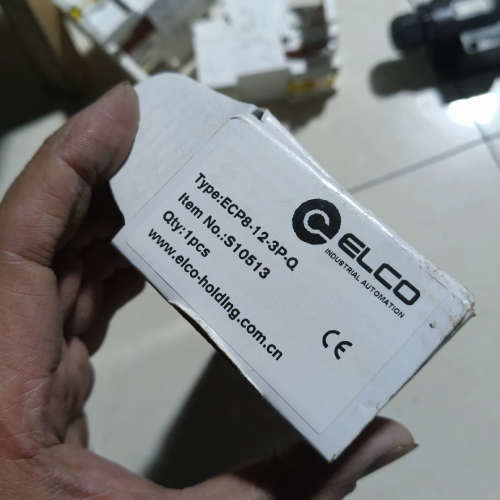 ELCO
INDUSTRIAL AUTOMATION
Type:ECP8-12-3P-Q
Item No.:S10513
Qty:1pcs
www.elco-holding.com.cn
CE